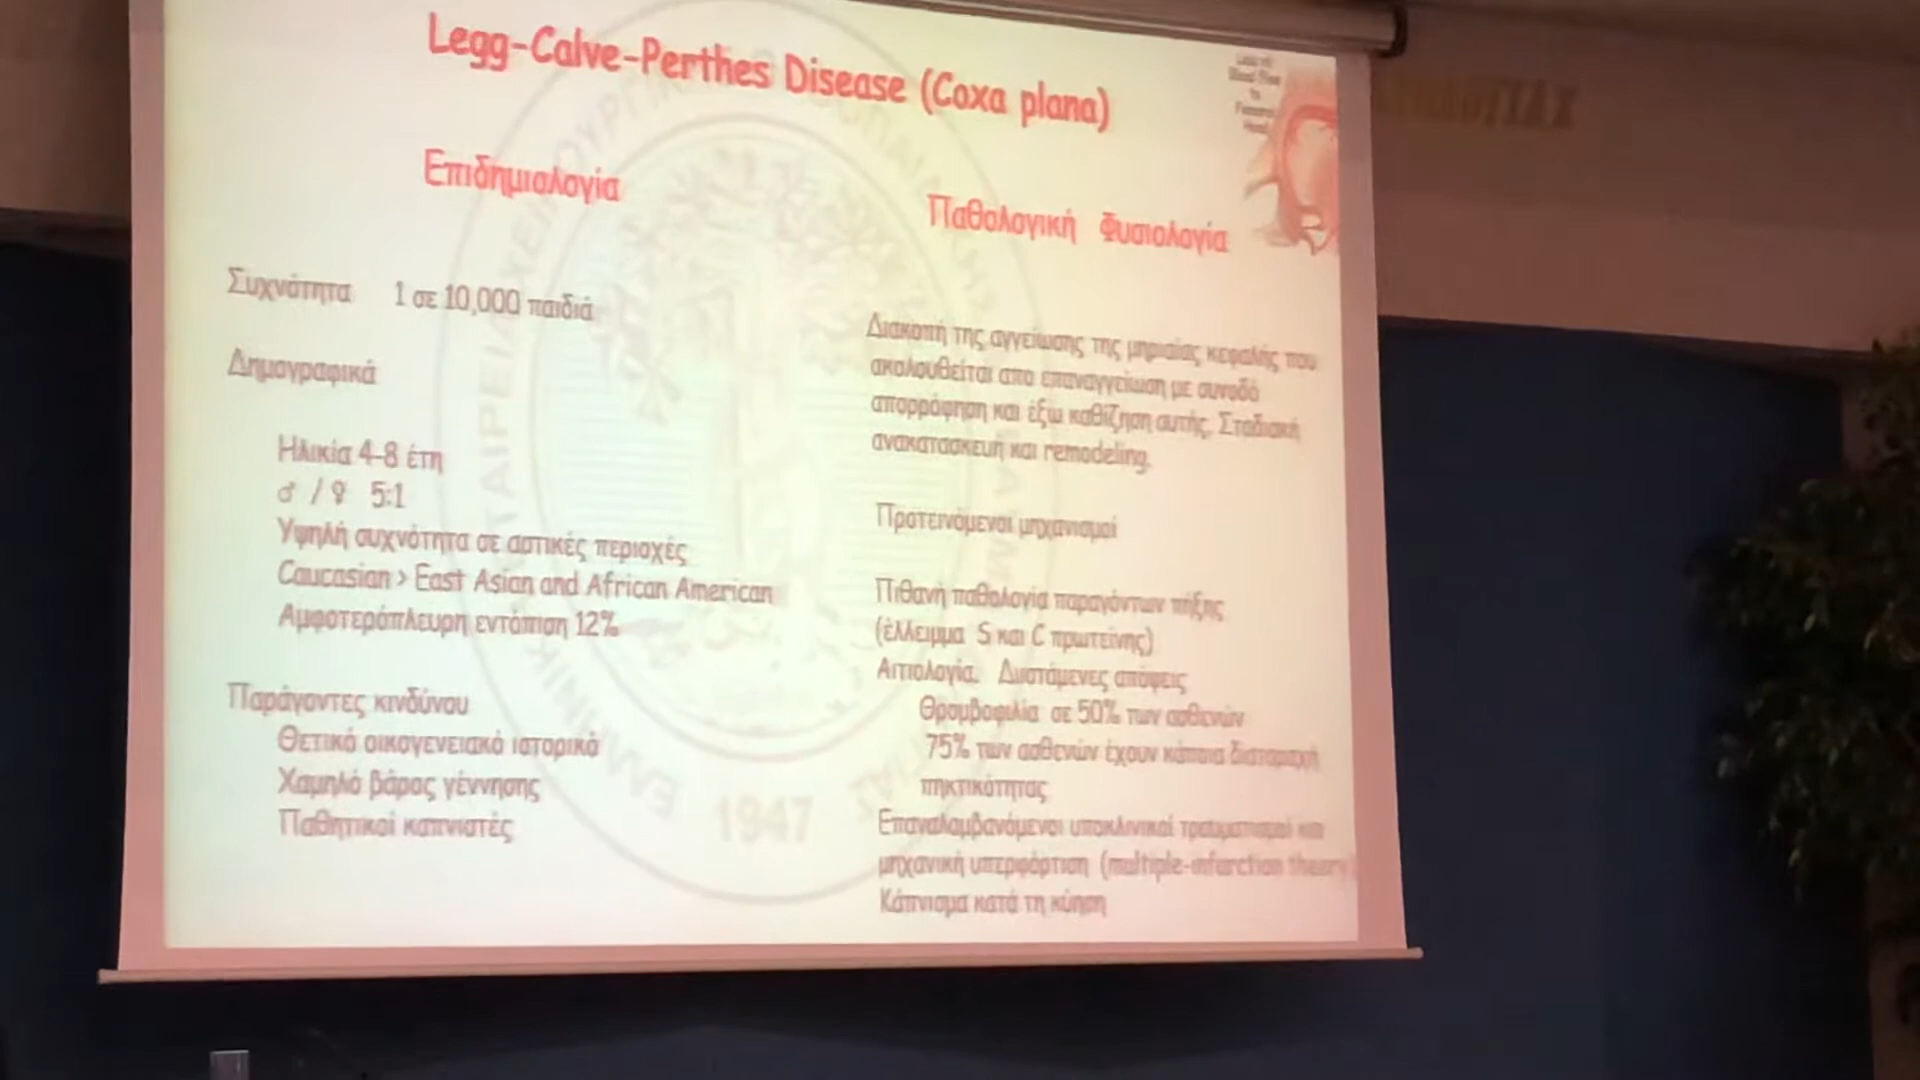 Legg-Calve-Perthes Disease (Coxa plana)
Επιδημιολογία
Συχνότητα 1 σε 10,000 παιδιά
Δημογραφικά
Ηλικία 4-8 έτη
♂ / ♀ 5:1
Υψηλή συχνότητα σε αστικές περιοχές
Caucasian > East Asian and African American
Αμφοτερόπλευρη εντόπιση 12%
Παράγοντες κινδύνου
Θετικό οικογενειακό ιστορικό
Χαμηλό βάρος γέννησης
Παθητικοί καπνιστές
Παθολογική Φυσιολογία
Διακοπή της αγγείωσης της μηριαίας κεφαλής που
ακολουθείται απο επαναγγείωση με συνοδό
απορρόφηση και έξω καθίζηση αυτής. Σταδιακή
ανακατασκευή και remodeling.
Προτεινόμενοι μηχανισμοί
Πιθανή παθολογία παραγόντων πήξης
(έλλειμμα S και C πρωτείνης)
Αιτιολογία. Διιστάμενες απόψεις
Θρομβοφιλία σε 50% των ασθενών
75% των ασθενών έχουν κάποια διαταραχή
πηκτικότητας
Επαναλαμβανόμενοι υποκλινικοί τραυματισμοί και
μηχανική υπερφόρτιση (multiple-infarction theory)
Κάπνισμα κατά τη κύηση
1947